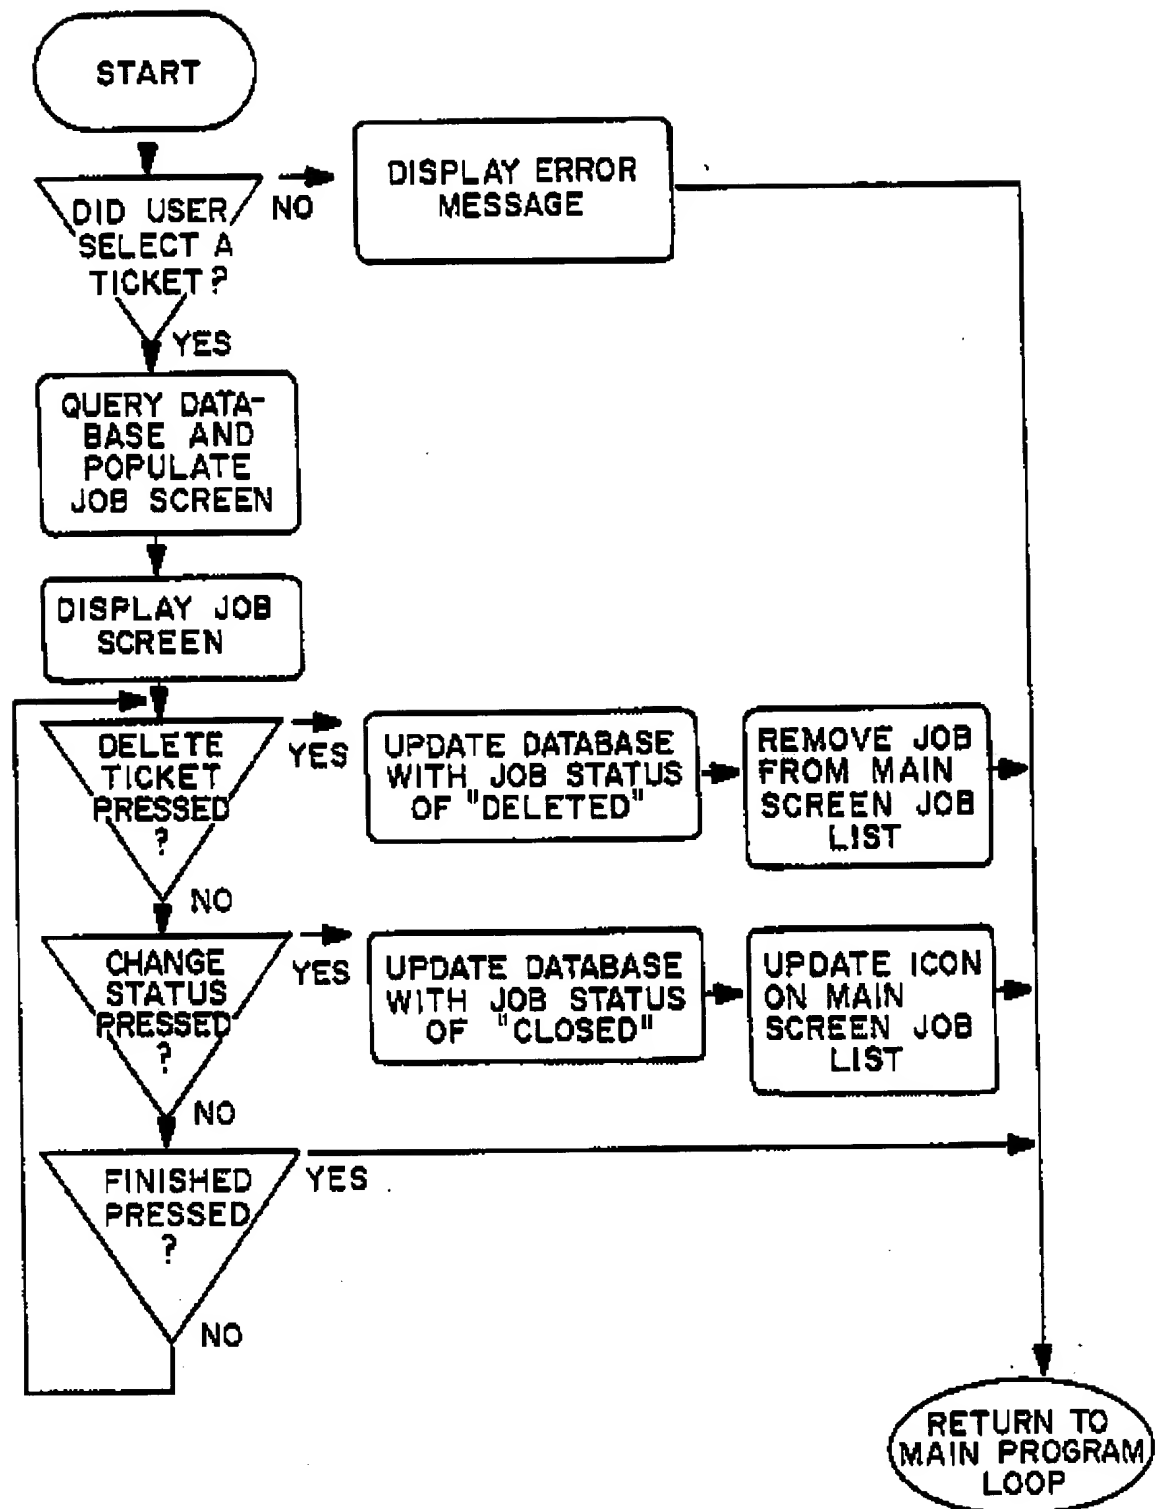 START
DID USER
SELECT A
TICKET?
NO
DISPLAY ERROR
MESSAGE
YES
QUERY DATA-
BASE AND
POPULATE
JOB SCREEN
DISPLAY JOB
SCREEN
DELETE
TICKET
PRESSED
?
YES
UPDATE DATABASE
WITH JOB STATUS
OF "DELETED"
REMOVE JOB
FROM MAIN
SCREEN JOB
LIST
NO
CHANGE
STATUS
PRESSED
?
YES
UPDATE DATABASE
WITH JOB STATUS
OF "CLOSED"
UPDATE ICON
ON MAIN
SCREEN JOB
LIST
NO
FINISHED
PRESSED
?
YES
NO
RETURN TO
MAIN PROGRAM
LOOP